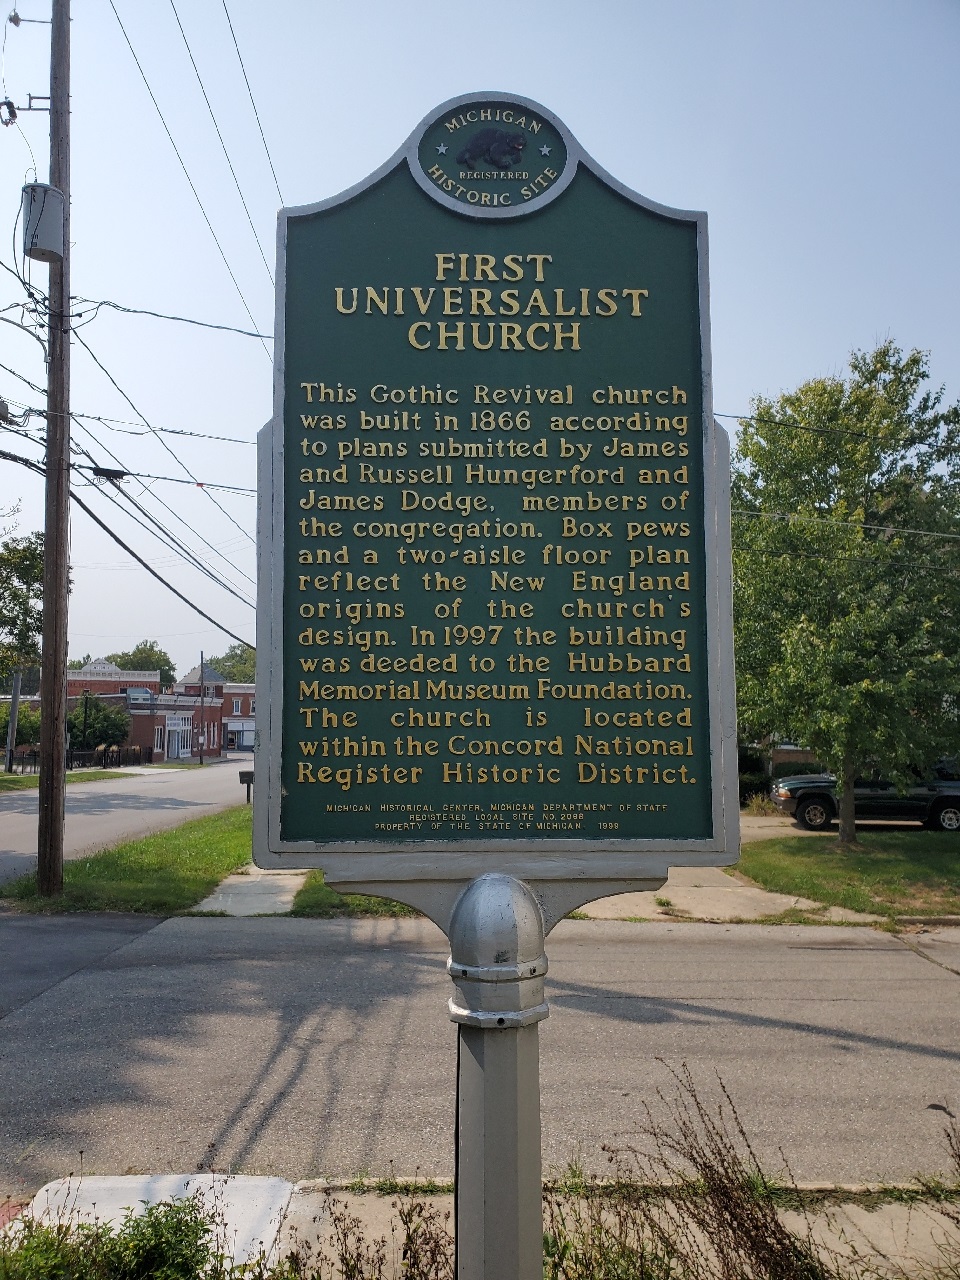 MICHIGAN
REGISTERED
HISTORIC SITE
FIRST
UNIVERSALIST
CHURCH
This Gothic Revival church
was built in 1866 according
to plans submitted by James
and Russell Hungerford and
James Dodge, members of
the congregation. Box pews
and a two-aisle floor plan
reflect the New England
origins of the church's
design. In 1997 the building
was deeded to the Hubbard
Memorial Museum Foundation.
The church is located
within the Concord National
Register Historic District.
MICHIGAN HISTORICAL CENTER, MICHIGAN DEPARTMENT OF STATE
REGISTERED LOCAL SITE NO. 2098
PROPERTY OF THE STATE OF MICHIGAN 1999